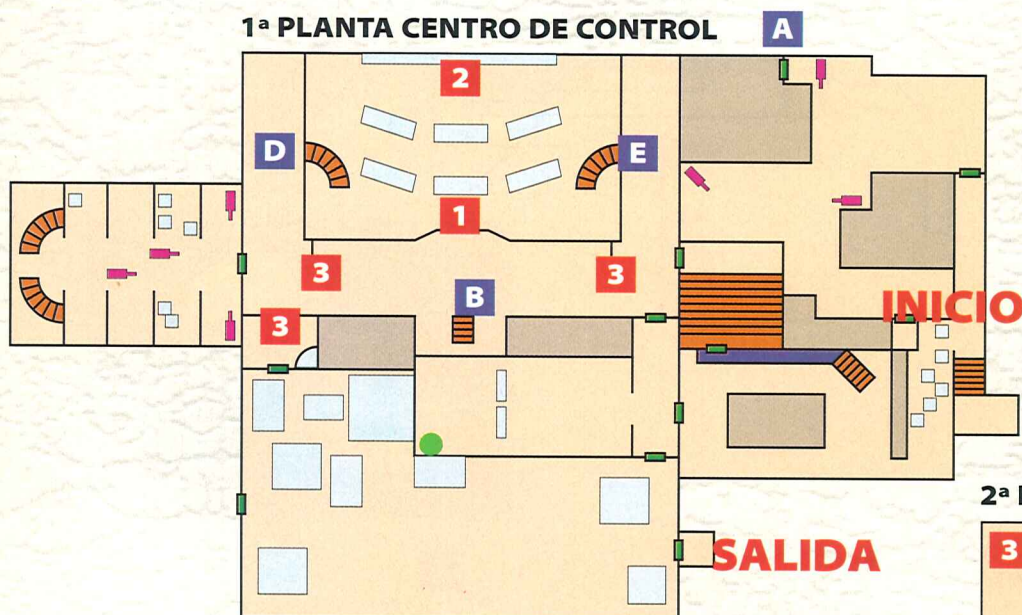 1ª PLANTA CENTRO DE CONTROL
A
2
D
E
1
3
3
B
3
INICIO
2ª
3
SALIDA